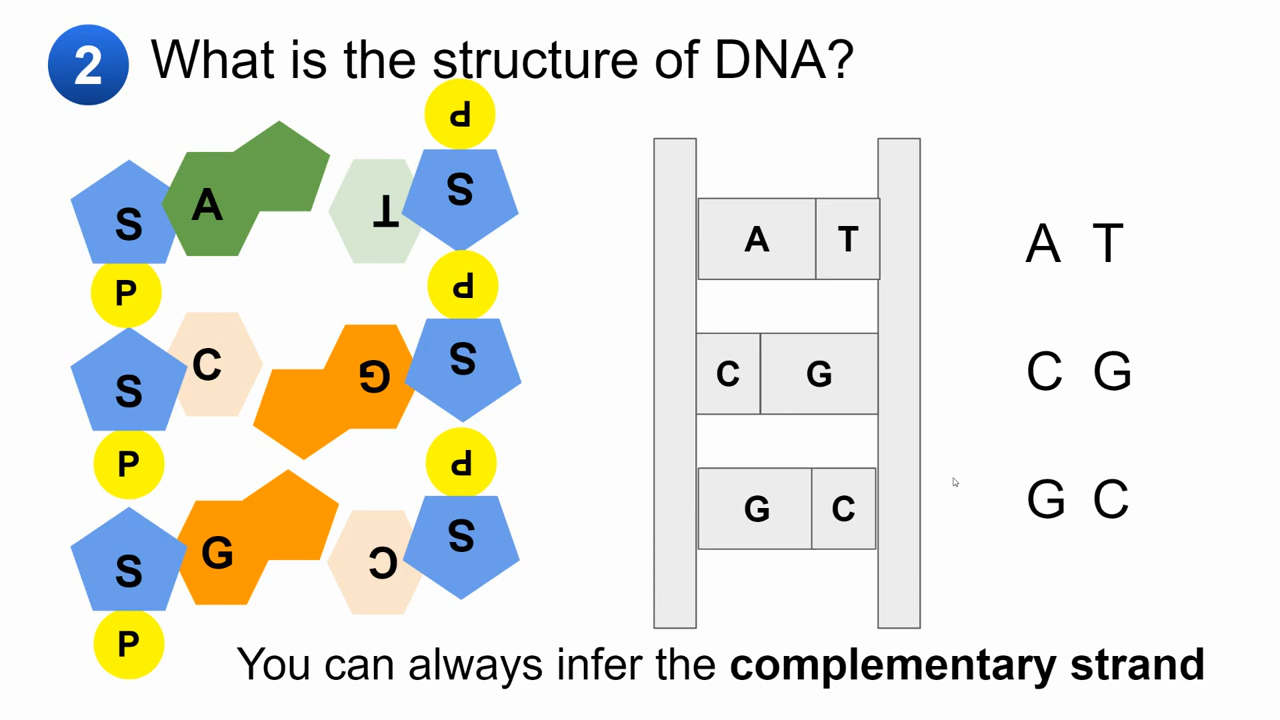 2 What is the structure of DNA?
P
S A T S
P P
S C G S
P P
S G C S
P
A T
C G
G C
A T
C G
G C
You can always infer the complementary strand